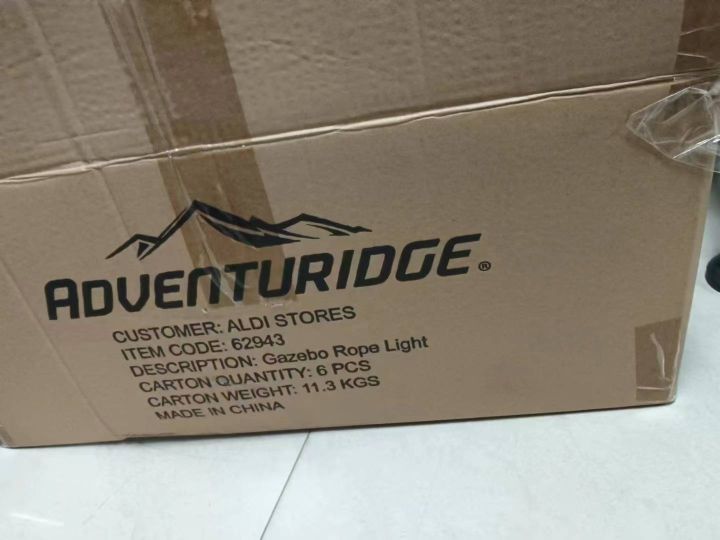 ADVENTURIDGE®
CUSTOMER: ALDI STORES
ITEM CODE: 62943
DESCRIPTION: Gazebo Rope Light
CARTON QUANTITY: 6 PCS
CARTON WEIGHT: 11.3 KGS
MADE IN CHINA